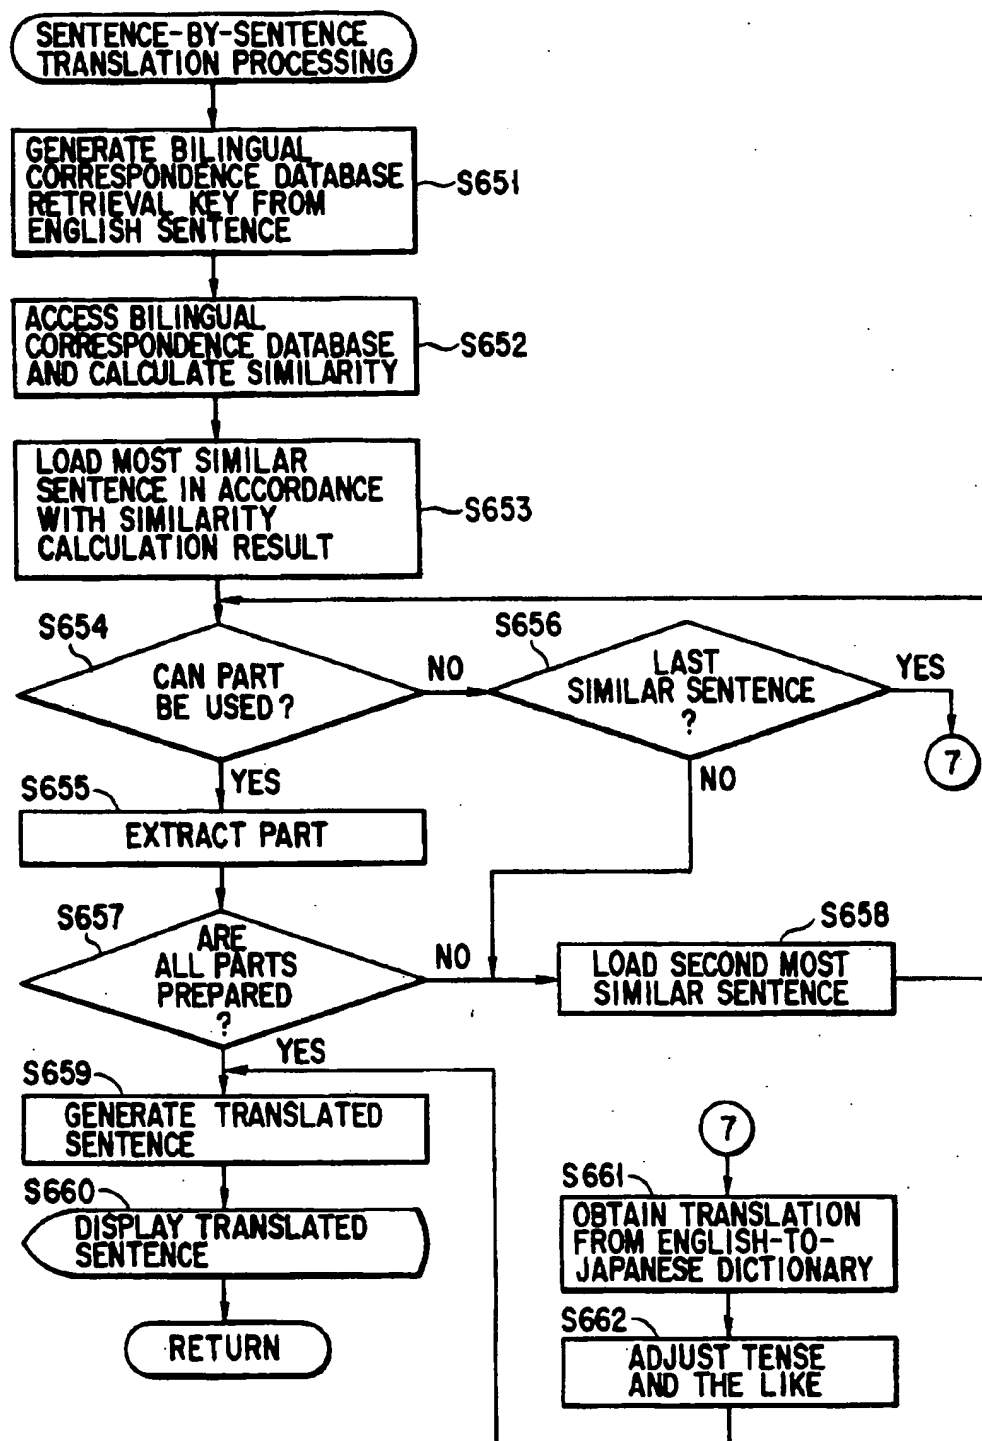 SENTENCE-BY-SENTENCE
TRANSLATION PROCESSING
GENERATE BILINGUAL
CORRESPONDENCE DATABASE
RETRIEVAL KEY FROM
ENGLISH SENTENCE
S651
ACCESS BILINGUAL
CORRESPONDENCE DATABASE
AND CALCULATE SIMILARITY
S652
LOAD MOST SIMILAR
SENTENCE IN ACCORDANCE
WITH SIMILARITY
CALCULATION RESULT
S653
S654
CAN PART
BE USED?
NO
YES
S656
LAST
SIMILAR SENTENCE
?
YES
7
NO
S655
EXTRACT PART
S657
ARE
ALL PARTS
PREPARED
?
NO
YES
S658
LOAD SECOND MOST
SIMILAR SENTENCE
S659
GENERATE TRANSLATED
SENTENCE
S660
DISPLAY TRANSLATED
SENTENCE
RETURN
7
S661
OBTAIN TRANSLATION
FROM ENGLISH-TO-
JAPANESE DICTIONARY
S662
ADJUST TENSE
AND THE LIKE